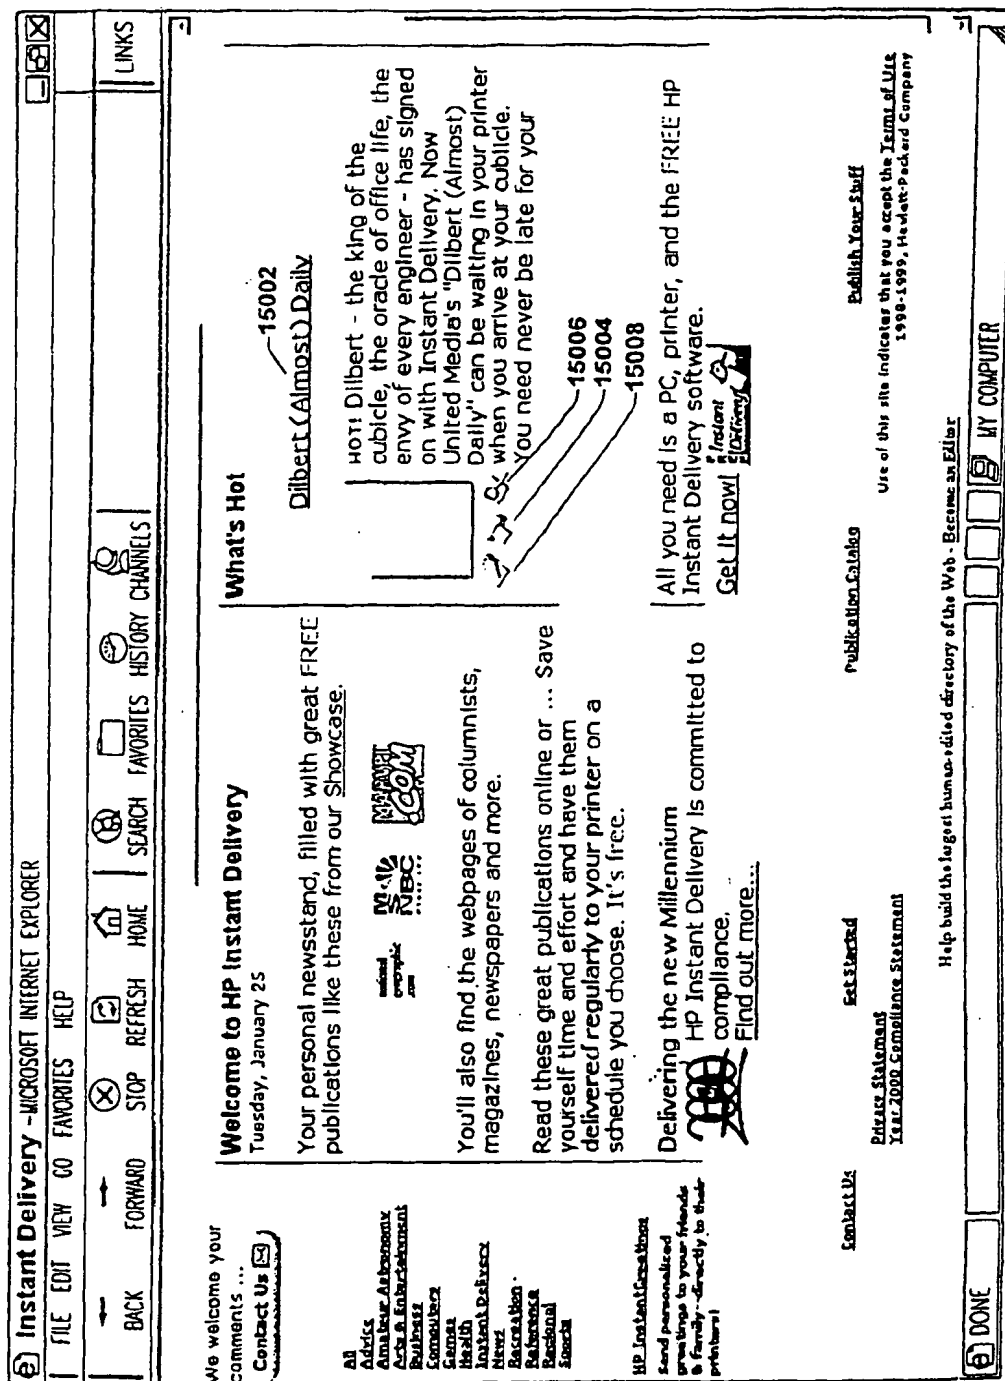 Instant Delivery - MICROSOFT INTERNET EXPLORER
FILE EDIT VIEW GO FAVORITES HELP
BACK FORWARD STOP REFRESH HOME SEARCH FAVORITES HISTORY CHANNELS
LINKS
We welcome your
comments ...
Contact Us
All
Advice
Amateur Astronomy
Arts & Entertainment
Business
Computers
Games
Health
Instant Delivery
News
Recreation
Reference
Regional
Sports
HP Instant Greetings
Send personalized
greetings to your friends
& family--directly to their
printers!
Welcome to HP Instant Delivery
Tuesday, January 25
Your personal newsstand, filled with great FREE
publications like these from our Showcase.
national
geographic
.com
MS
NBC
.COM
You'll also find the webpages of columnists,
magazines, newspapers and more.
Read these great publications online or ... Save
yourself time and effort and have them
delivered regularly to your printer on a
schedule you choose. It's free.
Delivering the new Millennium
HP Instant Delivery is committed to
compliance.
Find out more...
What's Hot
15002
Dilbert (Almost) Daily
HOT! Dilbert - the king of the
cubicle, the oracle of office life, the
envy of every engineer - has signed
on with Instant Delivery. Now
United Media's "Dilbert (Almost)
Daily" can be waiting in your printer
when you arrive at your cubicle.
You need never be late for your
15006
15004
15008
All you need is a PC, printer, and the FREE HP
Instant Delivery software.
Get It now!
Instant
Delivery
Contact Us
Get Started
Publication Catalog
Publish Your Stuff
Privacy Statement
Year 2000 Compliance Statement
Use of this site indicates that you accept the Terms of Use
1998-1999, Hewlett-Packard Company
Help build the largest human-edited directory of the Web - Become an Editor
DONE
MY COMPUTER